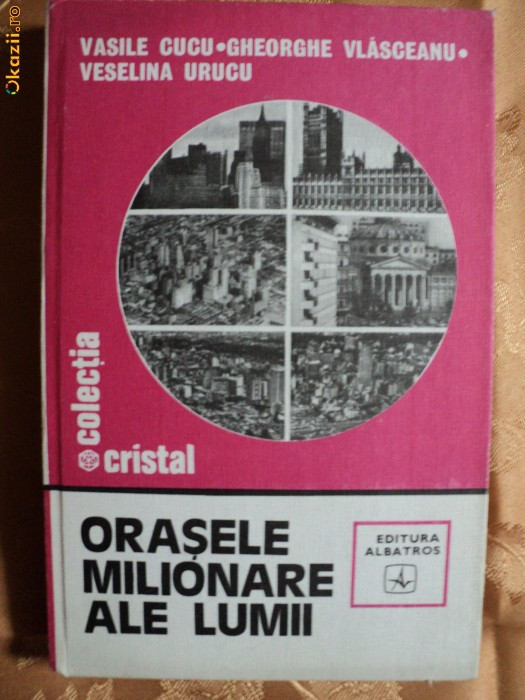 Okazii.ro
VASILE CUCU•GHEORGHE VLĂSCEANU•
VESELINA URUCU
colecția
cristal
ORAȘELE
MILIONARE
ALE LUMII
EDITURA
ALBATROS